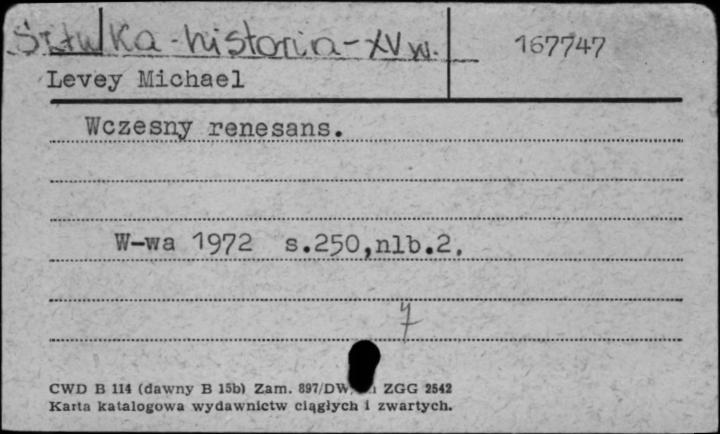 Sztuka-historia-XV w. 167747
Levey Michael
Wczesny renesans.
W-wa 1972 s.250,nlb.2.
7
CWD B 114 (dawny B 15b) Zam. 897/DW ZGG 2542
Karta katalogowa wydawnictw ciągłych i zwartych.